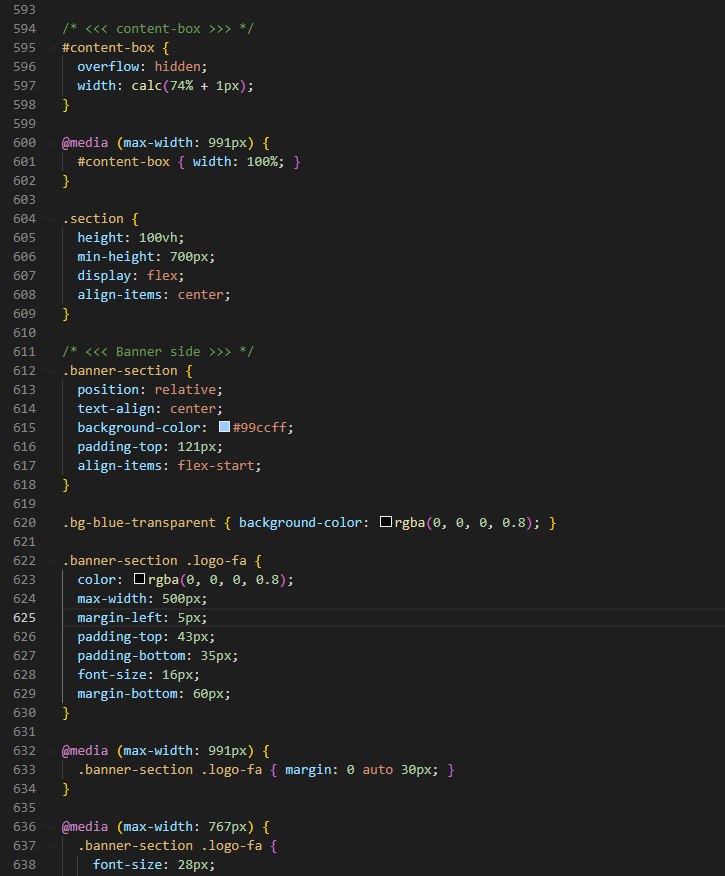 593
594 /* <<< content-box >>> */
595 #content-box {
596 overflow: hidden;
597 width: calc(74% + 1px);
598 }
599
600 @media (max-width: 991px) {
601 #content-box { width: 100%; }
602 }
603
604 .section {
605 height: 100vh;
606 min-height: 700px;
607 display: flex;
608 align-items: center;
609 }
610
611 /* <<< Banner side >>> */
612 .banner-section {
613 position: relative;
614 text-align: center;
615 background-color: #99ccff;
616 padding-top: 121px;
617 align-items: flex-start;
618 }
619
620 .bg-blue-transparent { background-color: rgba(0, 0, 0, 0.8); }
621
622 .banner-section .logo-fa {
623 color: rgba(0, 0, 0, 0.8);
624 max-width: 500px;
625 margin-left: 5px;
626 padding-top: 43px;
627 padding-bottom: 35px;
628 font-size: 16px;
629 margin-bottom: 60px;
630 }
631
632 @media (max-width: 991px) {
633 .banner-section .logo-fa { margin: 0 auto 30px; }
634 }
635
636 @media (max-width: 767px) {
637 .banner-section .logo-fa {
638 font-size: 28px;